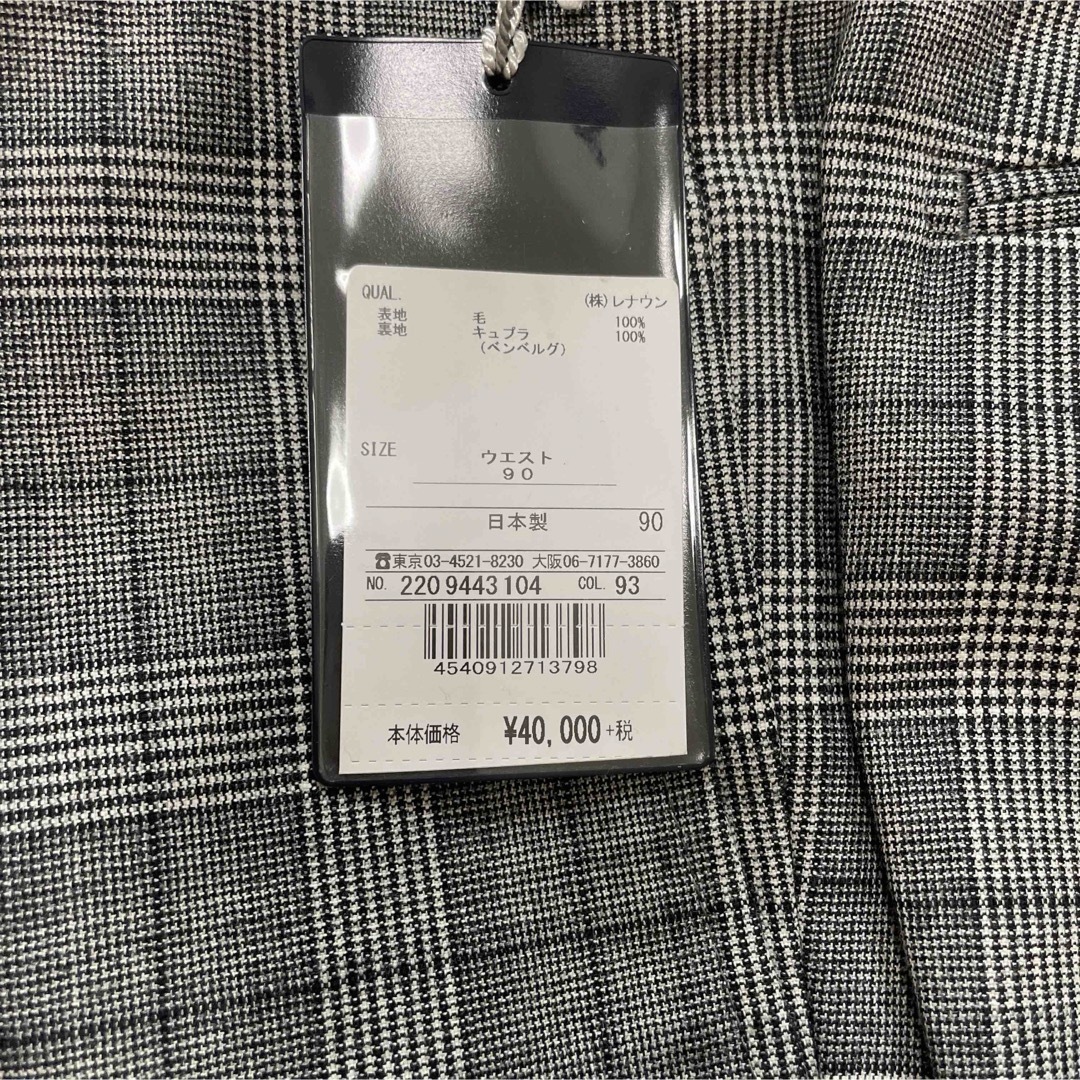 QUAL. (株)レナウン
表地 毛 100%
裏地 キュプラ 100%
(ベンベルグ)
SIZE ウエスト
90
日本製 90
☎東京03-4521-8230 大阪06-7177-3860
NO. 220 9443 104 COL. 93
4540912713798
本体価格 ¥40,000+税